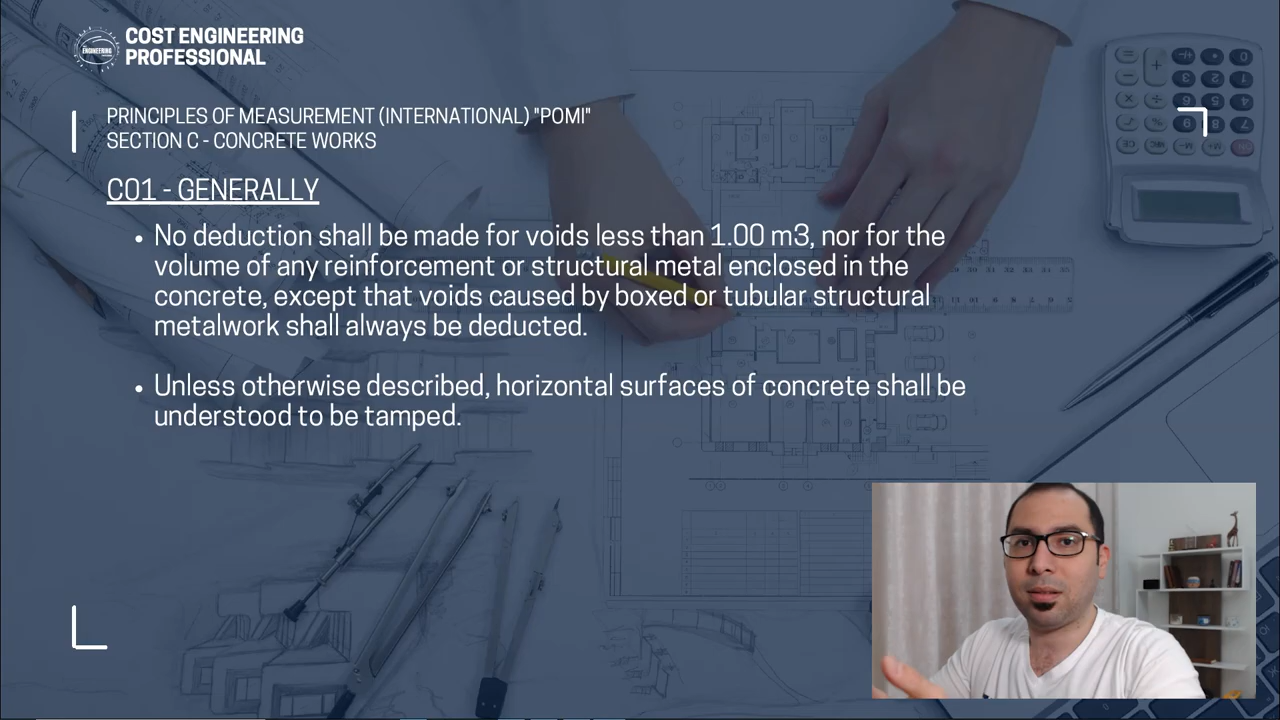 COST ENGINEERING
PROFESSIONAL
PRINCIPLES OF MEASUREMENT (INTERNATIONAL) "POMI"
SECTION C - CONCRETE WORKS
C01 - GENERALLY
• No deduction shall be made for voids less than 1.00 m3, nor for the
volume of any reinforcement or structural metal enclosed in the
concrete, except that voids caused by boxed or tubular structural
metalwork shall always be deducted.
• Unless otherwise described, horizontal surfaces of concrete shall be
understood to be tamped.